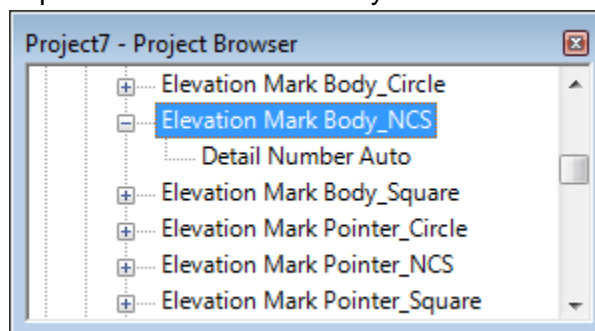 Project7 - Project Browser
Elevation Mark Body_Circle
Elevation Mark Body_NCS
Detail Number Auto
Elevation Mark Body_Square
Elevation Mark Pointer_Circle
Elevation Mark Pointer_NCS
Elevation Mark Pointer_Square